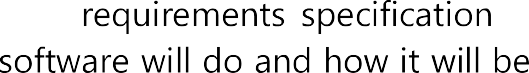 requirements specification
software will do and how it will be